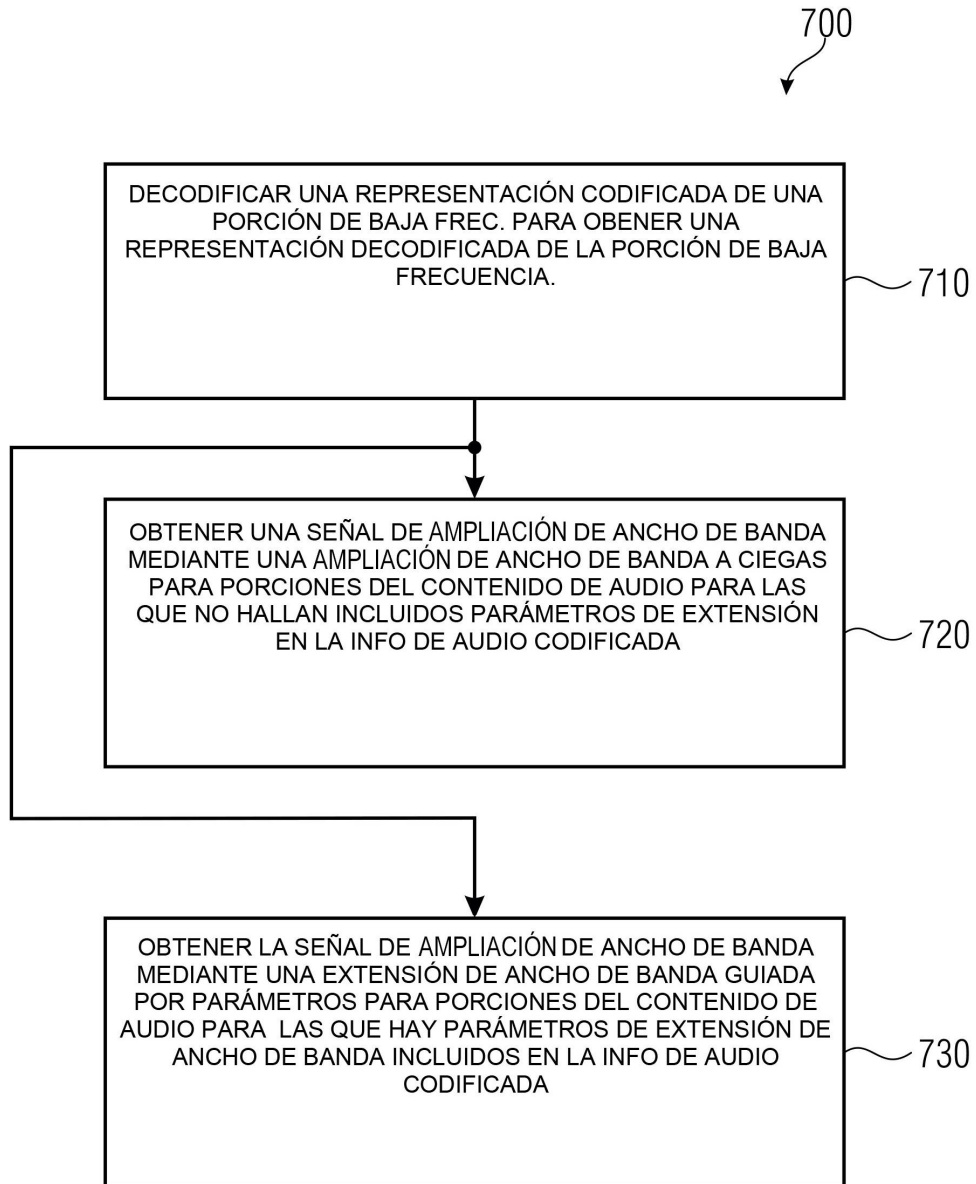 700
DECODIFICAR UNA REPRESENTACIÓN CODIFICADA DE UNA
PORCIÓN DE BAJA FREC. PARA OBENER UNA
REPRESENTACIÓN DECODIFICADA DE LA PORCIÓN DE BAJA
FRECUENCIA.
710
OBTENER UNA SEÑAL DE AMPLIACIÓN DE ANCHO DE BANDA
MEDIANTE UNA AMPLIACIÓN DE ANCHO DE BANDA A CIEGAS
PARA PORCIONES DEL CONTENIDO DE AUDIO PARA LAS
QUE NO HALLAN INCLUIDOS PARÁMETROS DE EXTENSIÓN
EN LA INFO DE AUDIO CODIFICADA
720
OBTENER LA SEÑAL DE AMPLIACIÓN DE ANCHO DE BANDA
MEDIANTE UNA EXTENSIÓN DE ANCHO DE BANDA GUIADA
POR PARÁMETROS PARA PORCIONES DEL CONTENIDO DE
AUDIO PARA LAS QUE HAY PARÁMETROS DE EXTENSIÓN DE
ANCHO DE BANDA INCLUIDOS EN LA INFO DE AUDIO
CODIFICADA
730